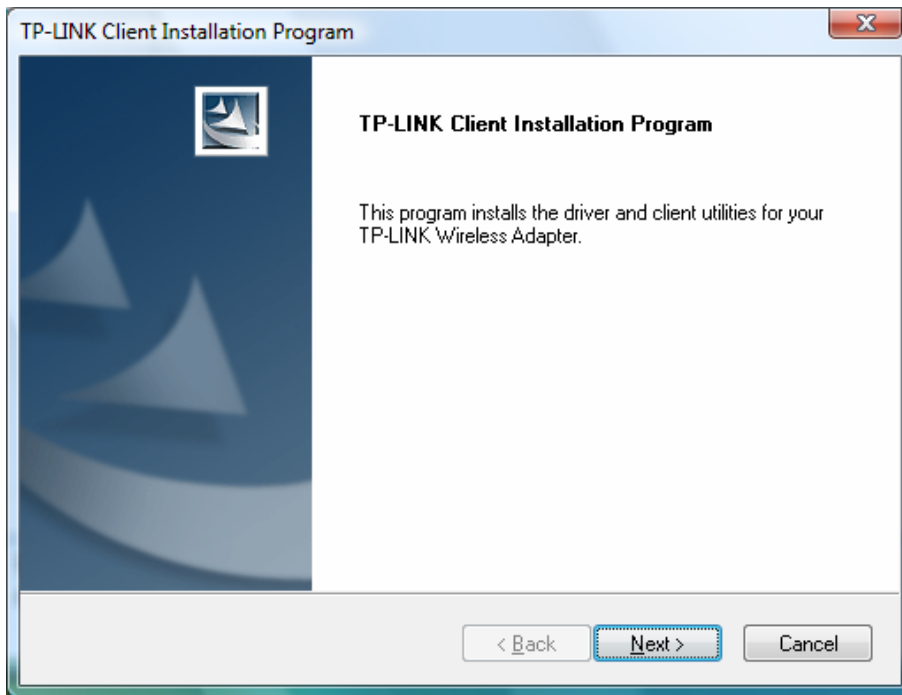 TP-LINK Client Installation Program
TP-LINK Client Installation Program
This program installs the driver and client utilities for your
TP-LINK Wireless Adapter.
< Back Next > Cancel